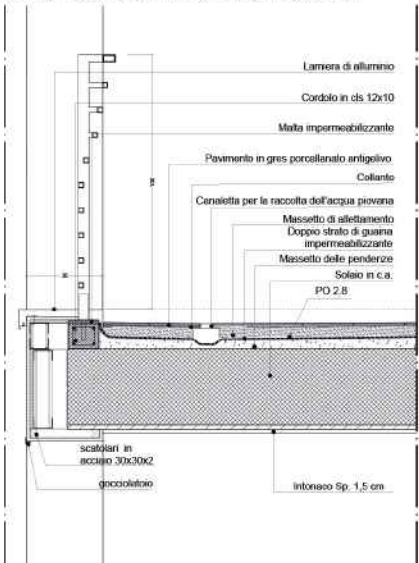 Lamiera di alluminio
Cordolo in cls 12x10
Malta impermeabilizzante
Pavimento in gres porcellanato antigelivo
Collante
Canaletta per la raccolta dell'acqua piovana
Massetto di allettamento
Doppio strato di guaina
impermeabilizzante
Massetto delle pendenze
Solaio in c.a.
PO 2.8
scatolari in
acciaio 30x30x2
gocciolatoio
Intonaco Sp. 1,5 cm